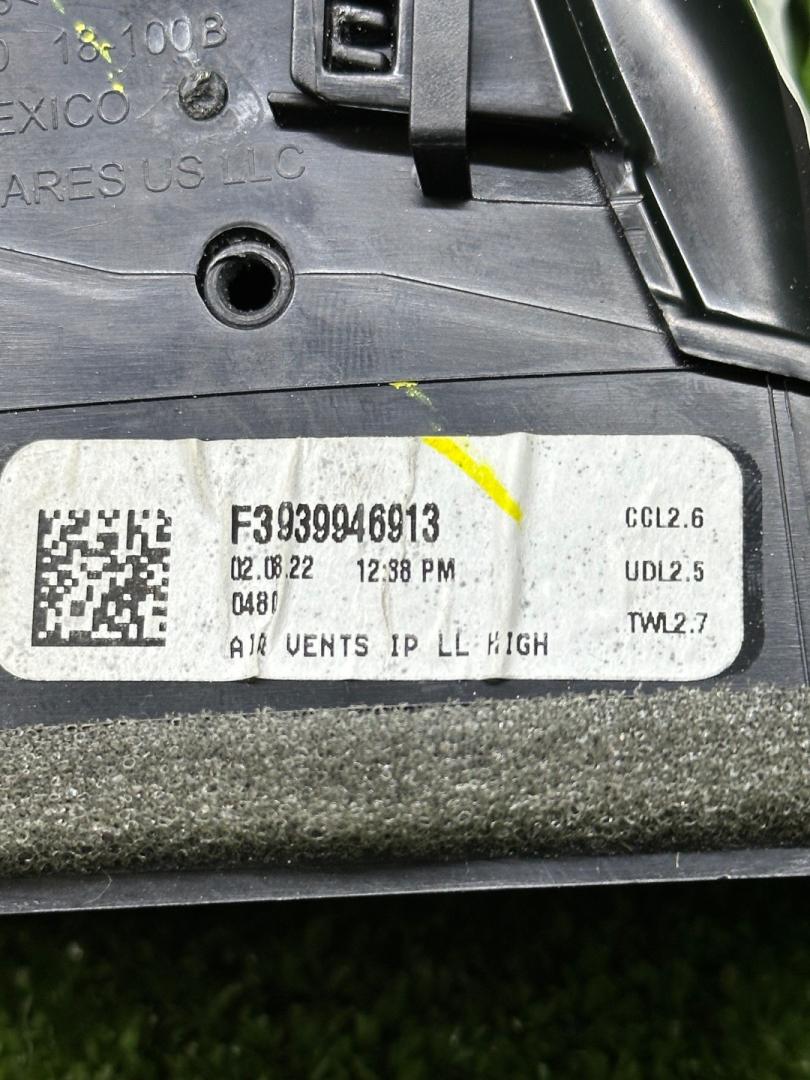 18-100B
EXICO
ARES US LLC
F3939946913
02.08.22 12:38 PM
AIR VENTS IP LL HIGH
CCL2.6
UDL2.5
TWL2.7